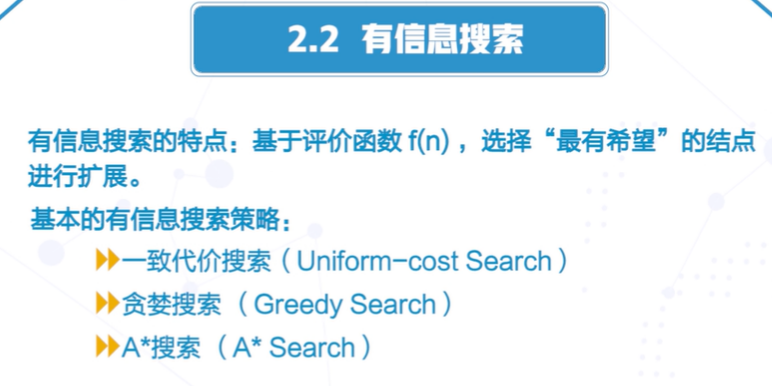 2.2 有信息搜索
有信息搜索的特点：基于评价函数 f(n)，选择“最有希望”的结点
进行扩展。
基本的有信息搜索策略：
一致代价搜索（Uniform-cost Search）
贪婪搜索（Greedy Search）
A*搜索（A* Search）